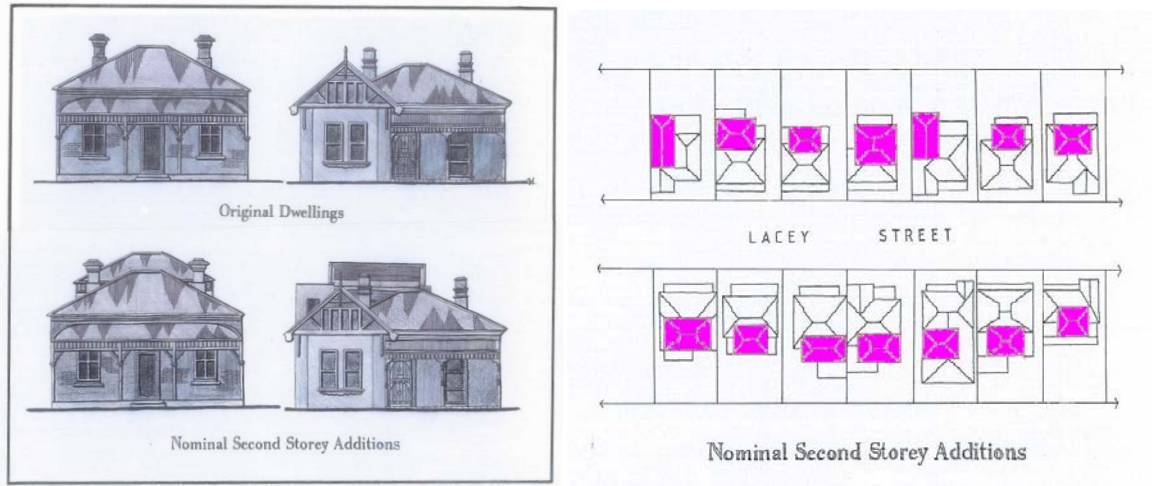 Original Dwellings
Nominal Second Storey Additions
LACEY STREET
Nominal Second Storey Additions